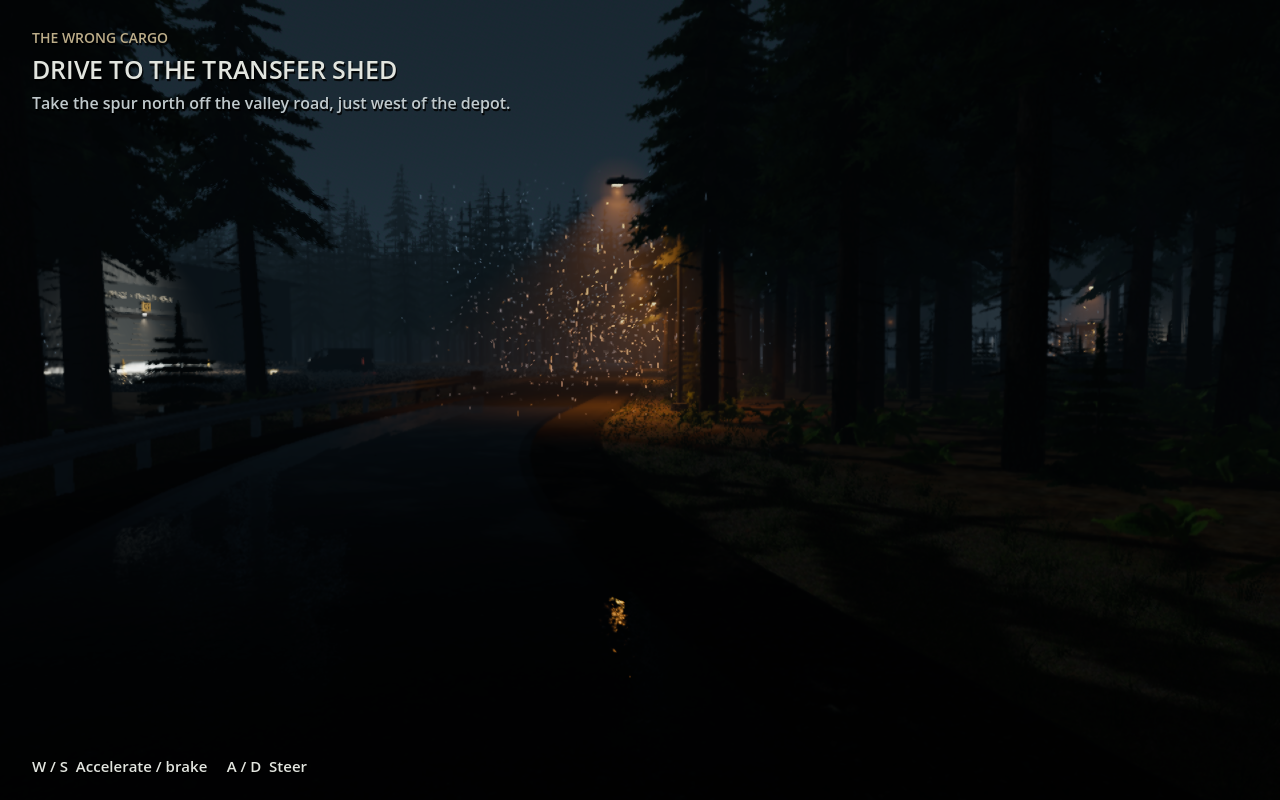 THE WRONG CARGO
DRIVE TO THE TRANSFER SHED
Take the spur north off the valley road, just west of the depot.
W / S Accelerate / brake A / D Steer